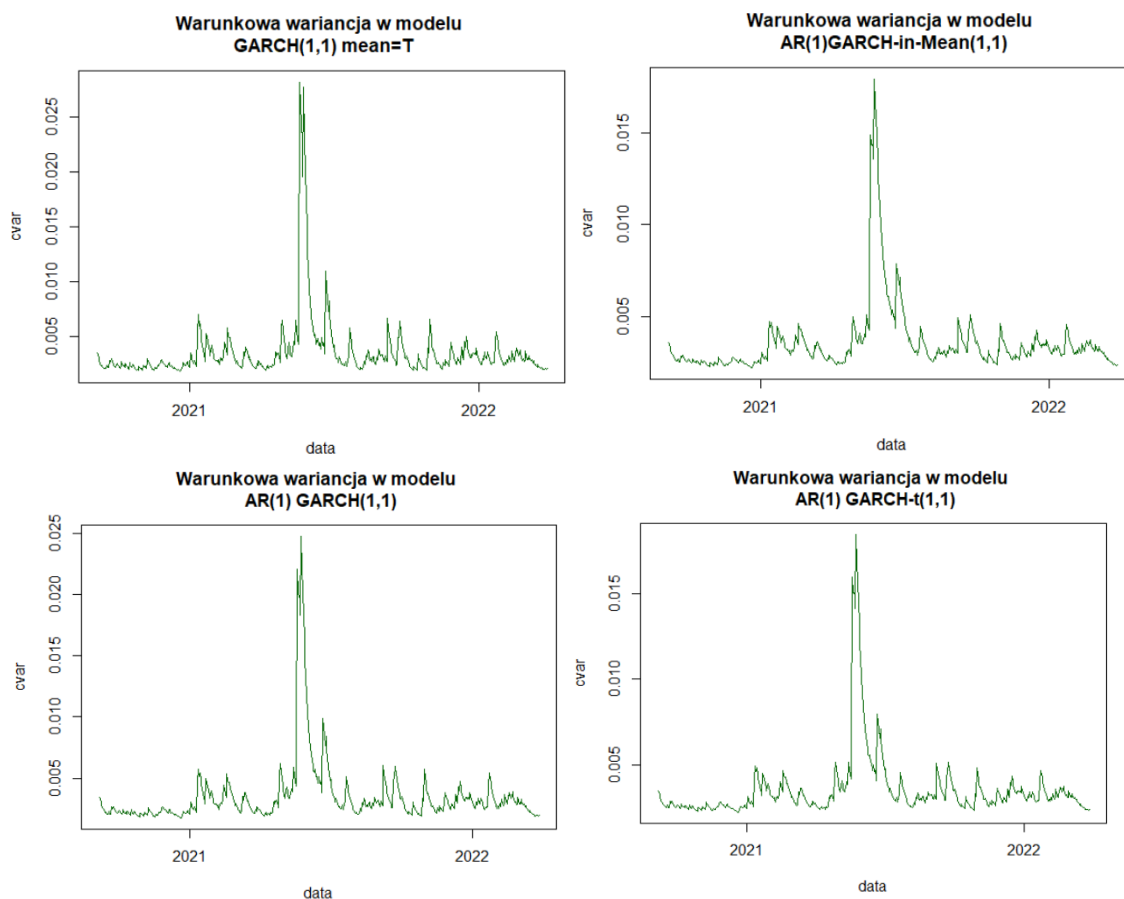 Warunkowa wariancja w modelu
GARCH(1,1) mean=T
cvar
0.025
0.020
0.015
0.010
0.005
2021
2022
data
Warunkowa wariancja w modelu
AR(1)GARCH-in-Mean(1,1)
cvar
0.015
0.010
0.005
2021
2022
data
Warunkowa wariancja w modelu
AR(1) GARCH(1,1)
cvar
0.025
0.020
0.015
0.010
0.005
2021
2022
data
Warunkowa wariancja w modelu
AR(1) GARCH-t(1,1)
cvar
0.015
0.010
0.005
2021
2022
data